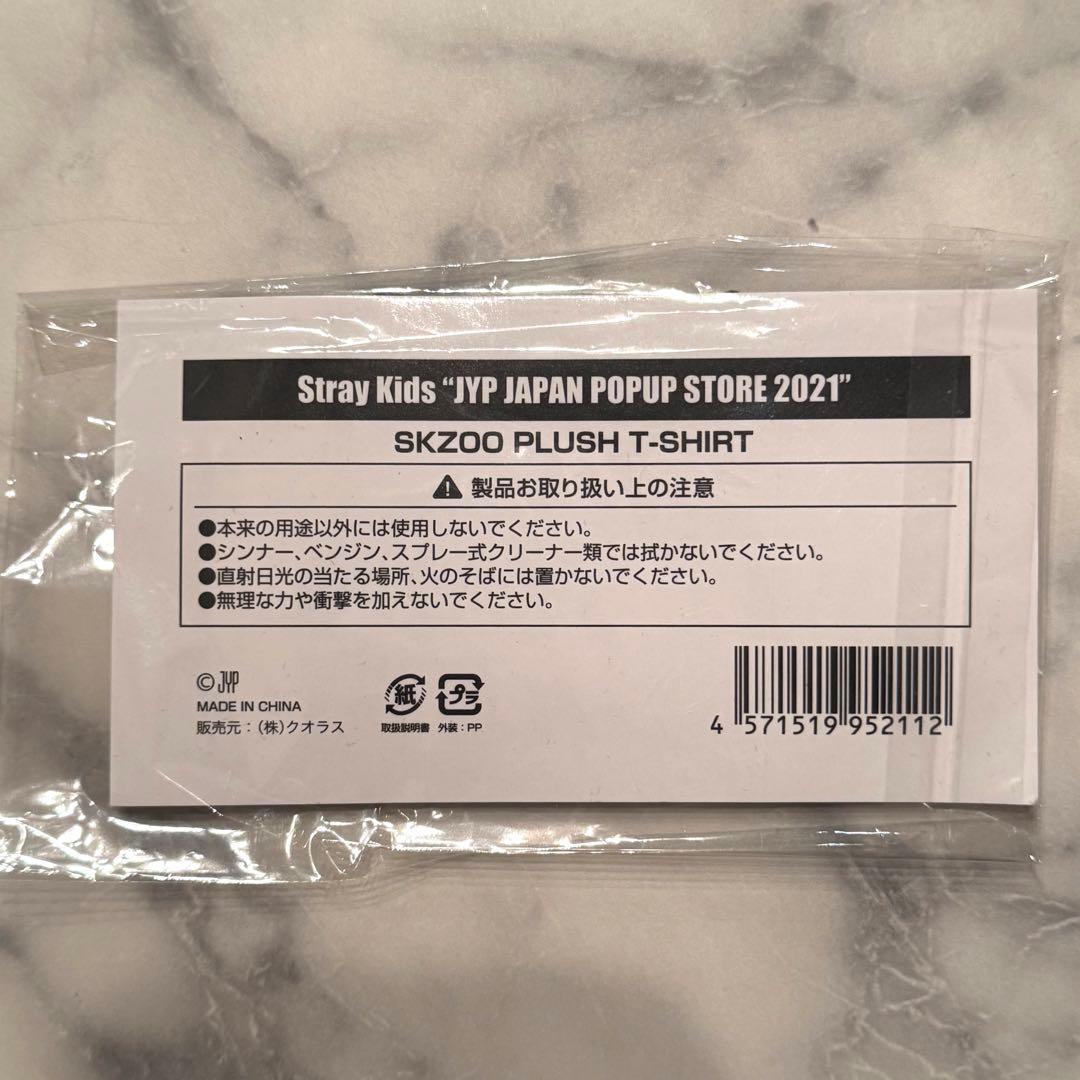 Stray Kids “JYP JAPAN POPUP STORE 2021”
SKZOO PLUSH T-SHIRT
製品お取り扱い上の注意
●本来の用途以外には使用しないでください。
●シンナー、ベンジン、スプレー式クリーナー類では拭かないでください。
●直射日光の当たる場所、火のそばには置かないでください。
●無理な力や衝撃を加えないでください。
© JYP
MADE IN CHINA
販売元：（株）クオラス
紙
取扱説明書
プラ
外装：PP
4 571519 952112